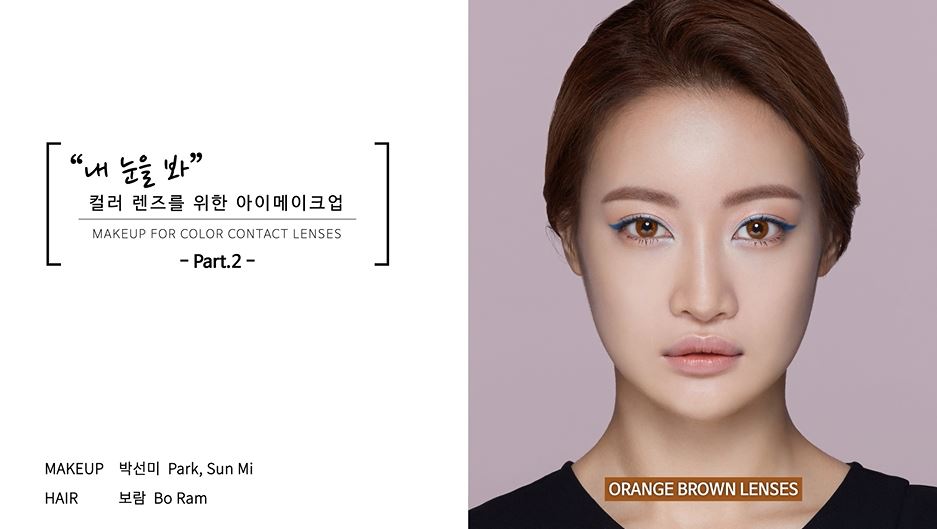 “내 눈을 봐”
컬러 렌즈를 위한 아이메이크업
MAKEUP FOR COLOR CONTACT LENSES
– Part.2 –
MAKEUP 박선미 Park, Sun Mi
HAIR 보람 Bo Ram
ORANGE BROWN LENSES